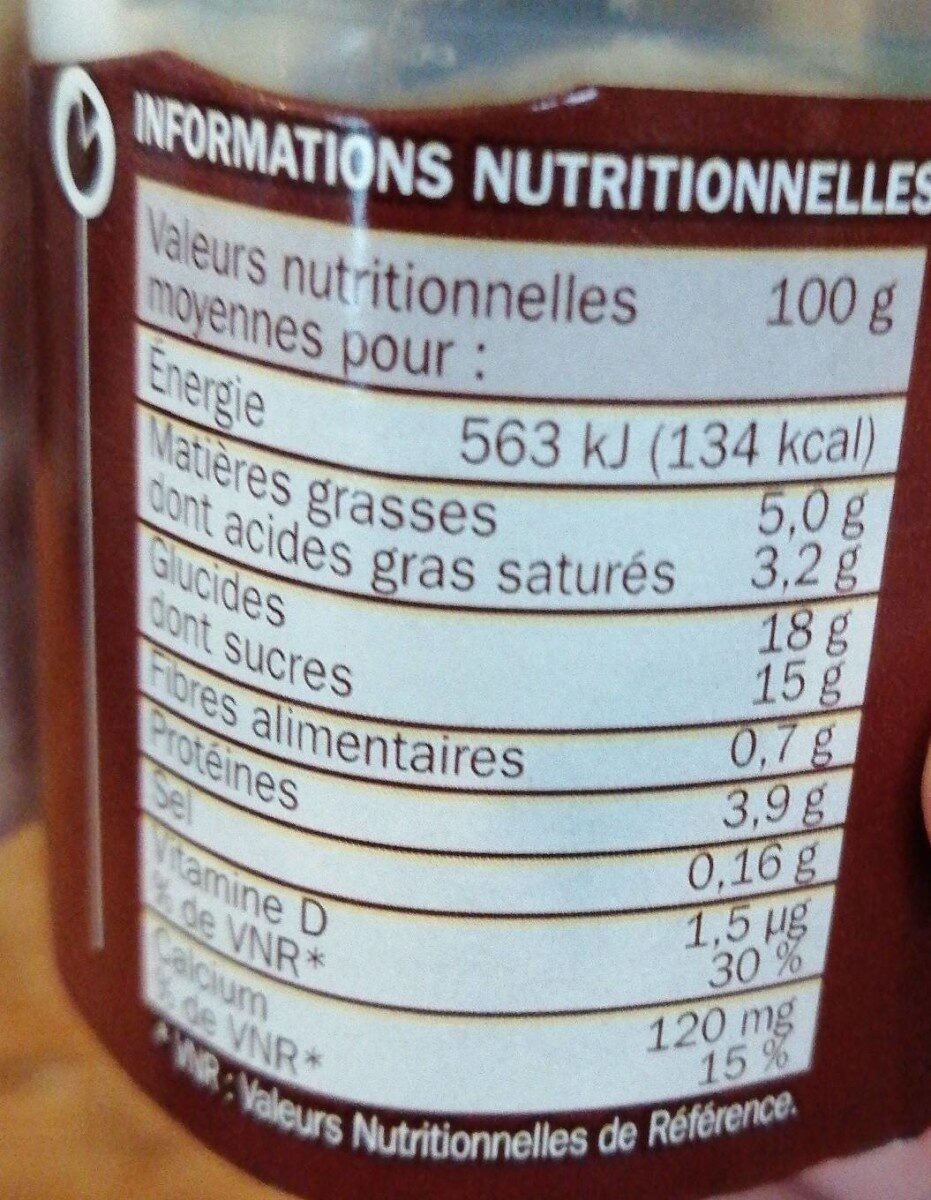 INFORMATIONS NUTRITIONNELLES
Valeurs nutritionnelles 100 g
moyennes pour :
Énergie 563 kJ (134 kcal)
Matières grasses 5,0 g
dont acides gras saturés 3,2 g
Glucides 18 g
dont sucres 15 g
Fibres alimentaires 0,7 g
Protéines 3,9 g
Sel 0,16 g
Vitamine D 1,5 µg
% de VNR* 30 %
Calcium 120 mg
% de VNR* 15 %
* VNR : Valeurs Nutritionnelles de Référence.